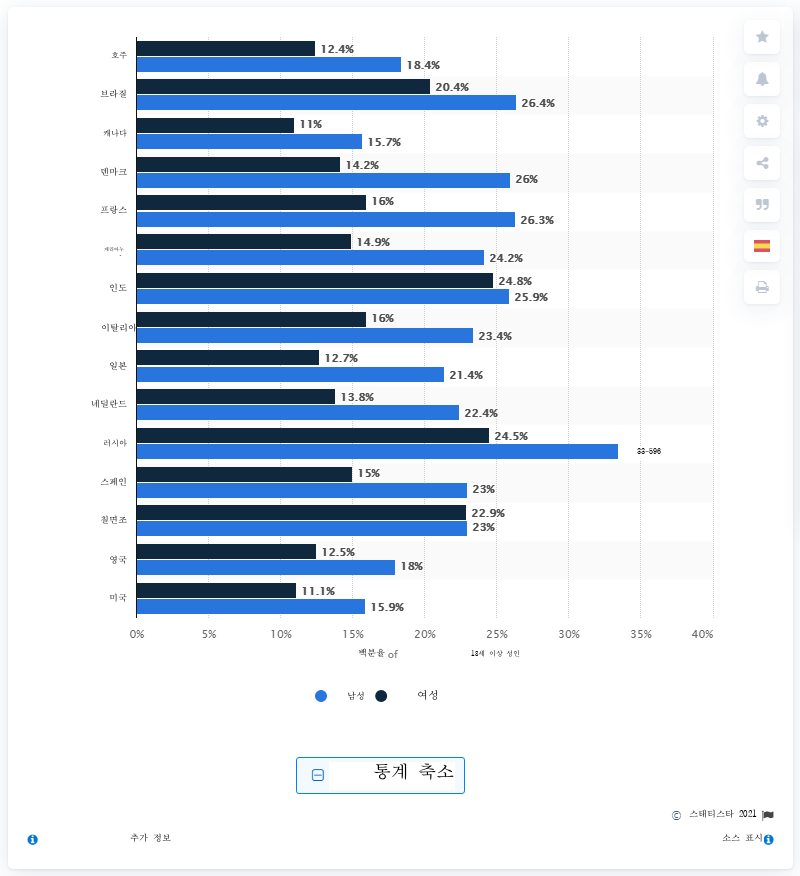 호주 12.4%
18.4%
브라질 20.4%
26.4%
캐나다 11%
15.7%
덴마크 14.2%
26%
프랑스 16%
26.3%
14.9%
24.2%
인도 24.8%
25.9%
이탈리아 16%
23.4%
일본 12.7%
21.4%
네덜란드 13.8%
22.4%
러시아 24.5%
33-596
스페인 15%
23%
칠면조 22.9%
23%
영국 12.5%
18%
미국 11.1%
15.9%
0% 5% 10% 15% 20% 25% 30% 35% 40%
백분율 of 18세 이상 성인
남성 여성
통계 축소
© 스태티스타 2021
추가 정보 소스 표시